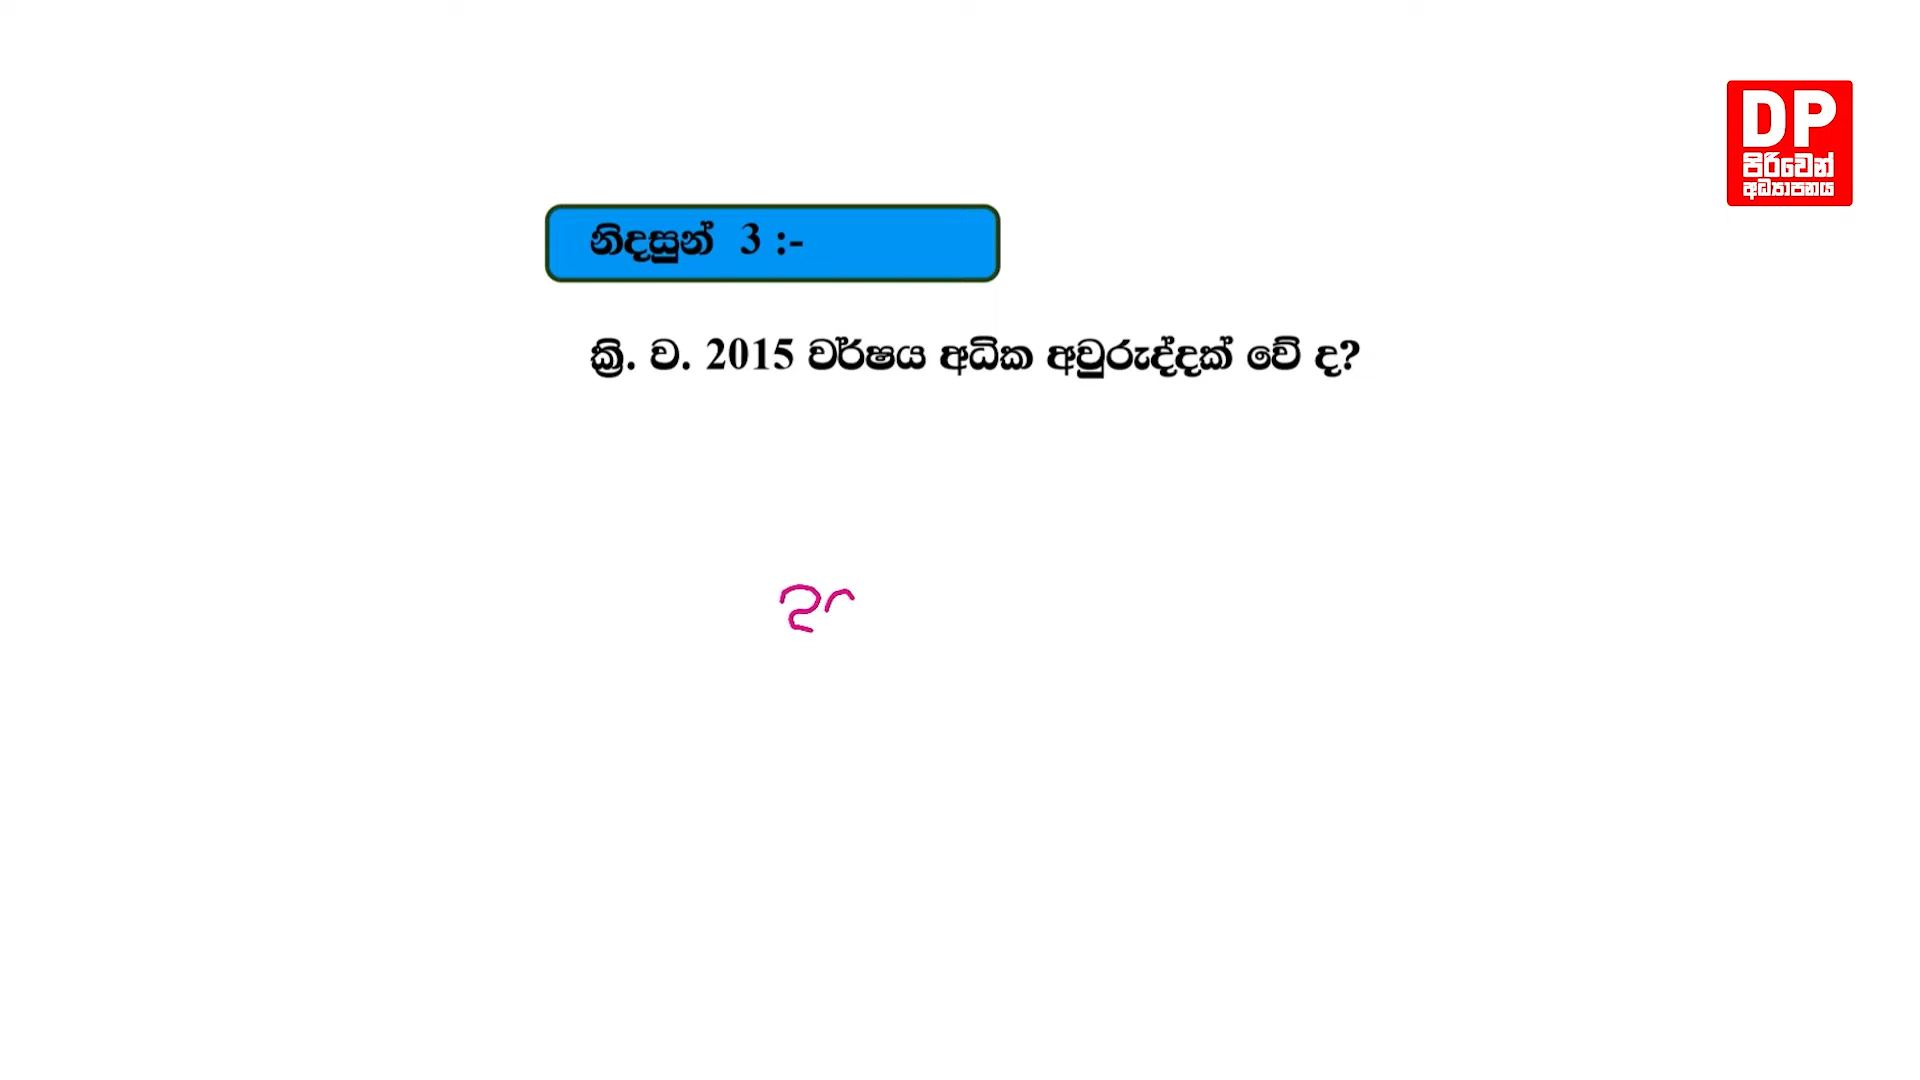 DP
පිරිවෙන්
අධ්‍යාපනය
නිදසුන් 3 :-
ක්‍රි. ව. 2015 වර්ෂය අධික අවුරුද්දක් වේ ද?